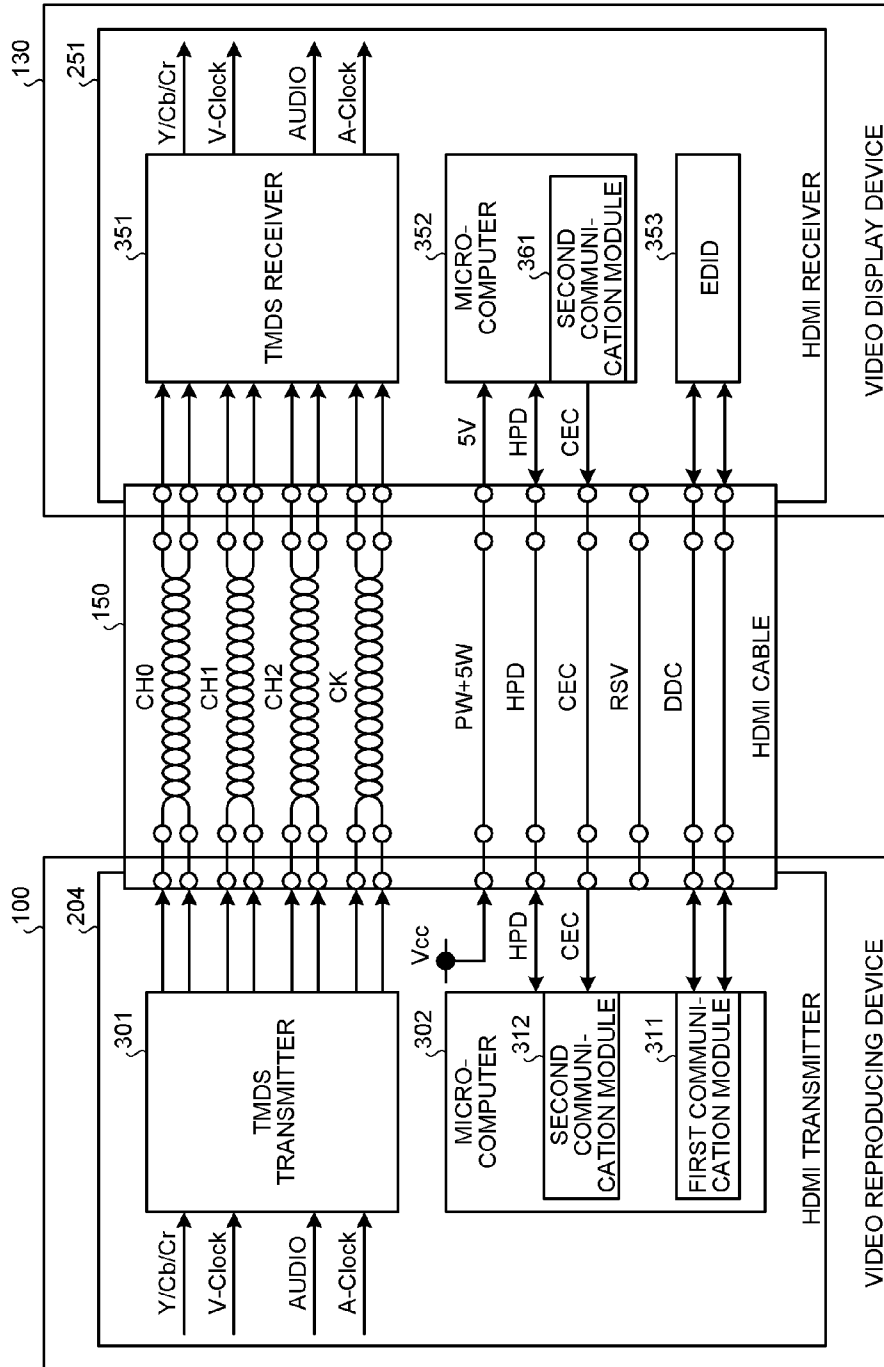 100
204
301
TMDS
TRANSMITTER
Y/Cb/Cr
V-Clock
AUDIO
A-Clock
Vcc
302
MICRO-
COMPUTER
312
SECOND
COMMUNI-
CATION MODULE
311
FIRST COMMUNI-
CATION MODULE
HPD
CEC
HDMI TRANSMITTER
VIDEO REPRODUCING DEVICE
150
CH0
CH1
CH2
CK
PW+5W
HPD
CEC
RSV
DDC
HDMI CABLE
130
251
351
TMDS RECEIVER
Y/Cb/Cr
V-Clock
AUDIO
A-Clock
5V
HPD
CEC
352
MICRO-
COMPUTER
361
SECOND
COMMUNI-
CATION MODULE
353
EDID
HDMI RECEIVER
VIDEO DISPLAY DEVICE